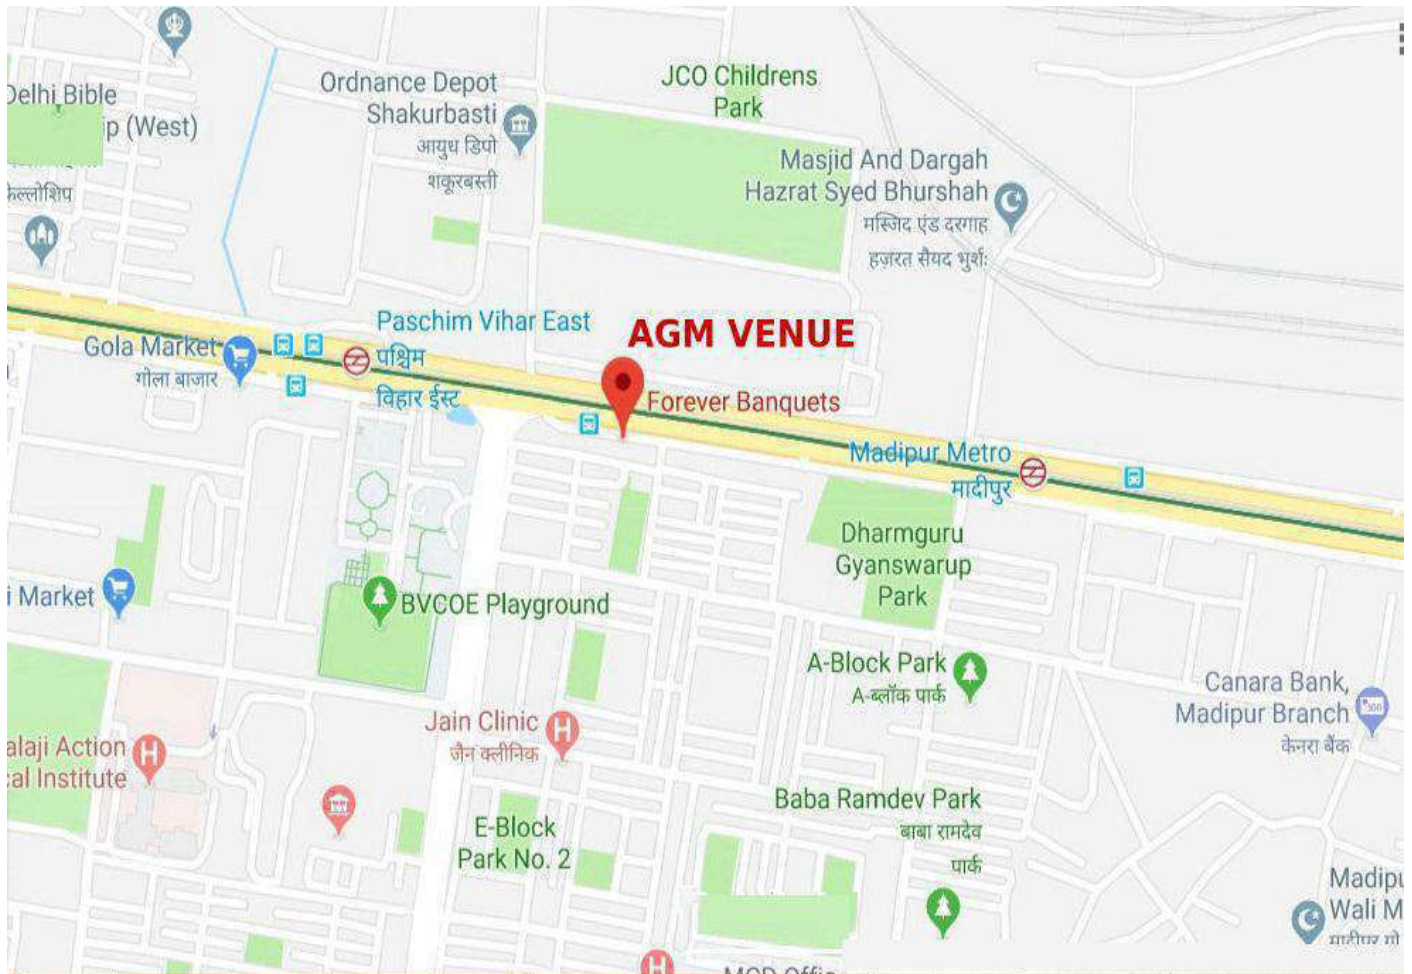 Delhi Bible
ip (West)
फेल्लोशिप
Ordnance Depot
Shakurbasti
आयुध डिपो
शकूरबस्ती
JCO Childrens
Park
Masjid And Dargah
Hazrat Syed Bhurshah
मस्जिद एंड दरगाह
हज़रत सैयद भुर्शः
Paschim Vihar East
पश्चिम
विहार ईस्ट
AGM VENUE
Gola Market
गोला बाजार
Forever Banquets
Madipur Metro
मादीपुर
Dharmguru
Gyanswarup
Park
i Market
BVCOE Playground
A-Block Park
A-ब्लॉक पार्क
Canara Bank,
Madipur Branch
केनरा बैंक
Jain Clinic
जैन क्लीनिक
alaji Action
cal Institute
Baba Ramdev Park
बाबा रामदेव
पार्क
E-Block
Park No. 2
Madipu
Wali M